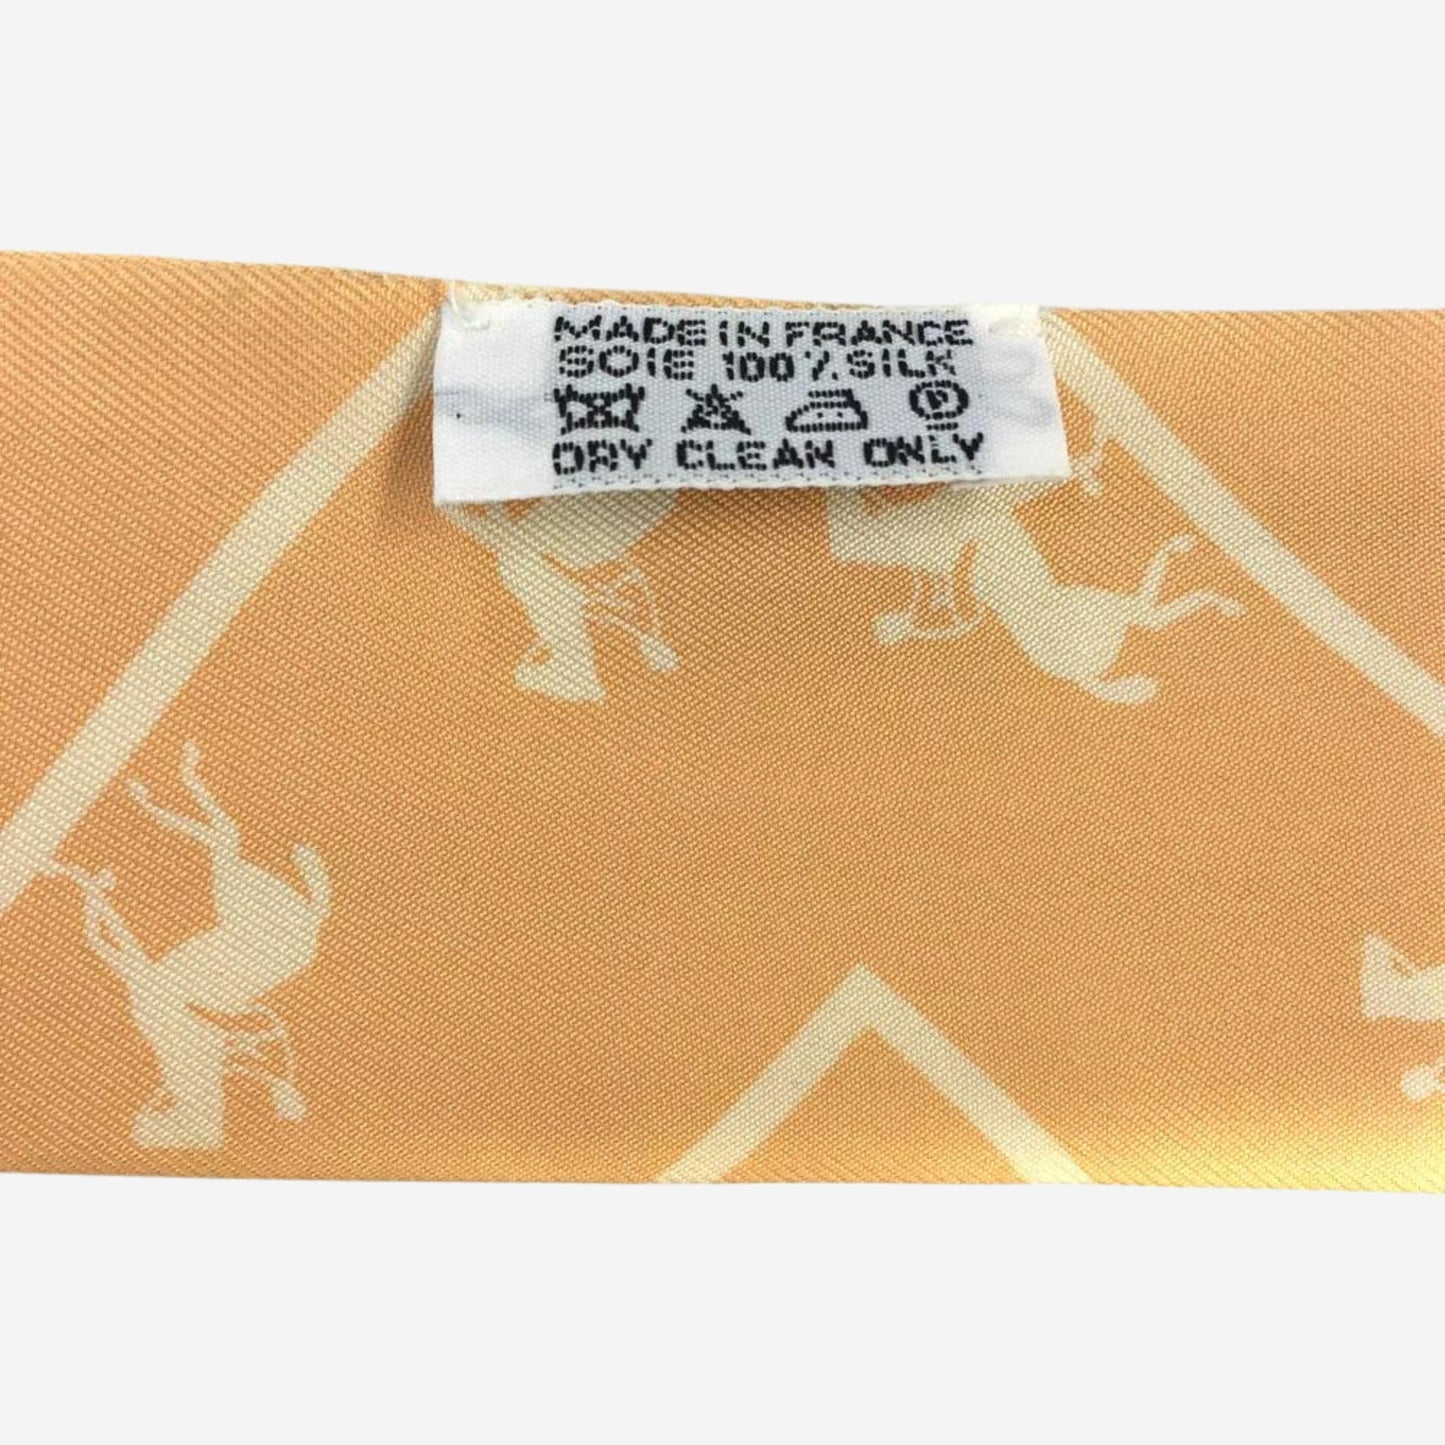 MADE IN FRANCE
SOIE 100% SILK
P
DRY CLEAN ONLY